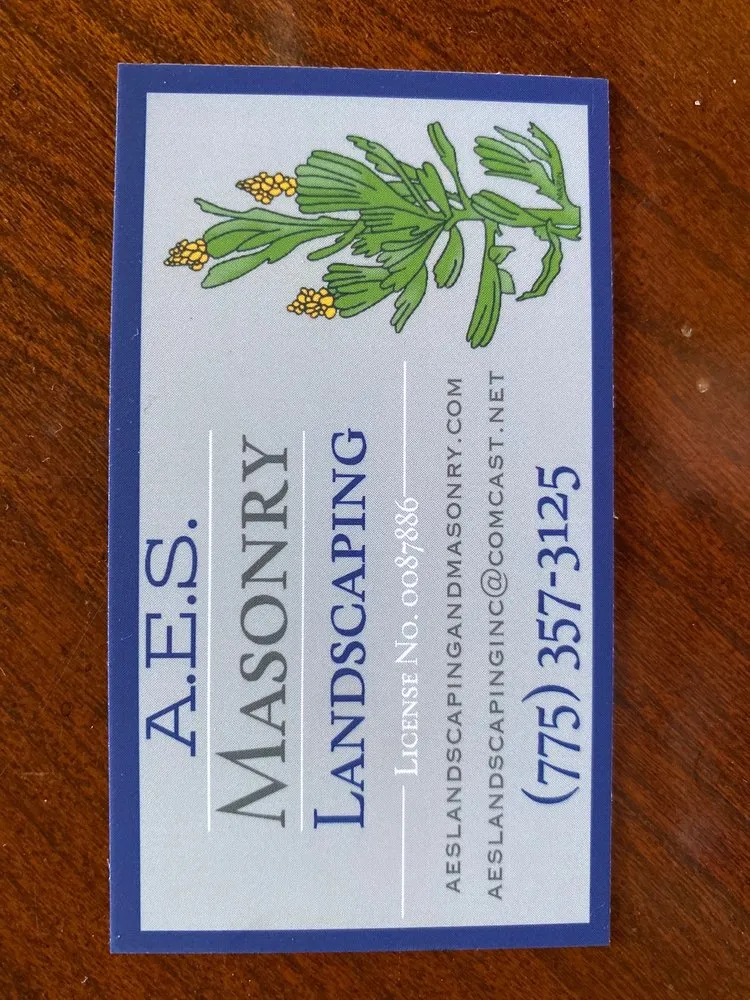 A.E.S.
MASONRY
LANDSCAPING
LICENSE NO. 0087886
AESLANDSCAPINGANDMASONRY.COM
AESLANDSCAPINGINC@COMCAST.NET
(775) 357-3125